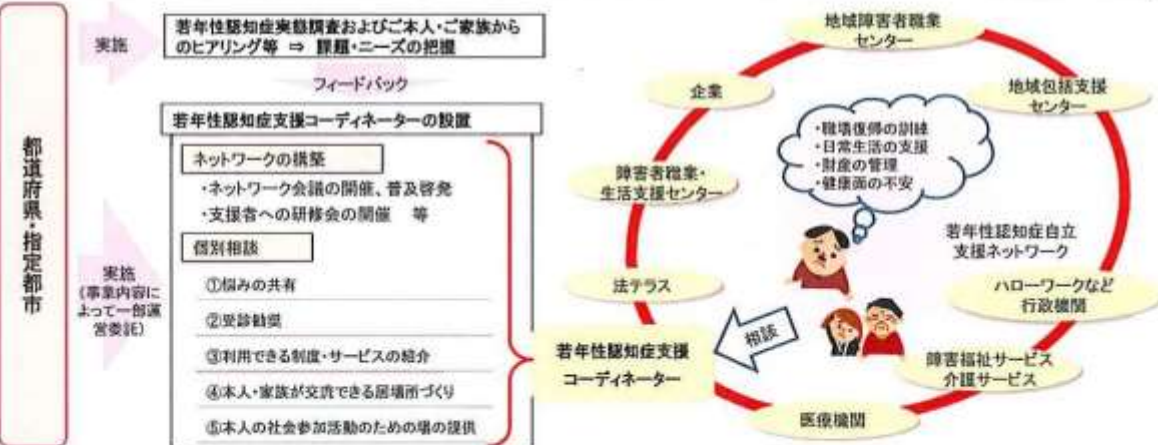 都道府県・指定都市
実施
若年性認知症実態調査およびご本人・ご家族から
のヒアリング等 ⇒ 課題・ニーズの把握
フィードバック
実施
(事業内容に
よって一部運
営委託)
若年性認知症支援コーディネーターの設置
ネットワークの構築
・ネットワーク会議の開催、普及啓発
・支援者への研修会の開催 等
個別相談
①悩みの共有
②受診勧奨
③利用できる制度・サービスの紹介
④本人・家族が交流できる居場所づくり
⑤本人の社会参加活動のための場の提供
地域障害者職業
センター
企業
地域包括支援
センター
・職場復帰の訓練
・日常生活の支援
・財産の管理
・健康面の不安
障害者職業・
生活支援センター
若年性認知症自立
支援ネットワーク
法テラス
ハローワークなど
行政機関
相談
若年性認知症支援
コーディネーター
障害福祉サービス
介護サービス
医療機関